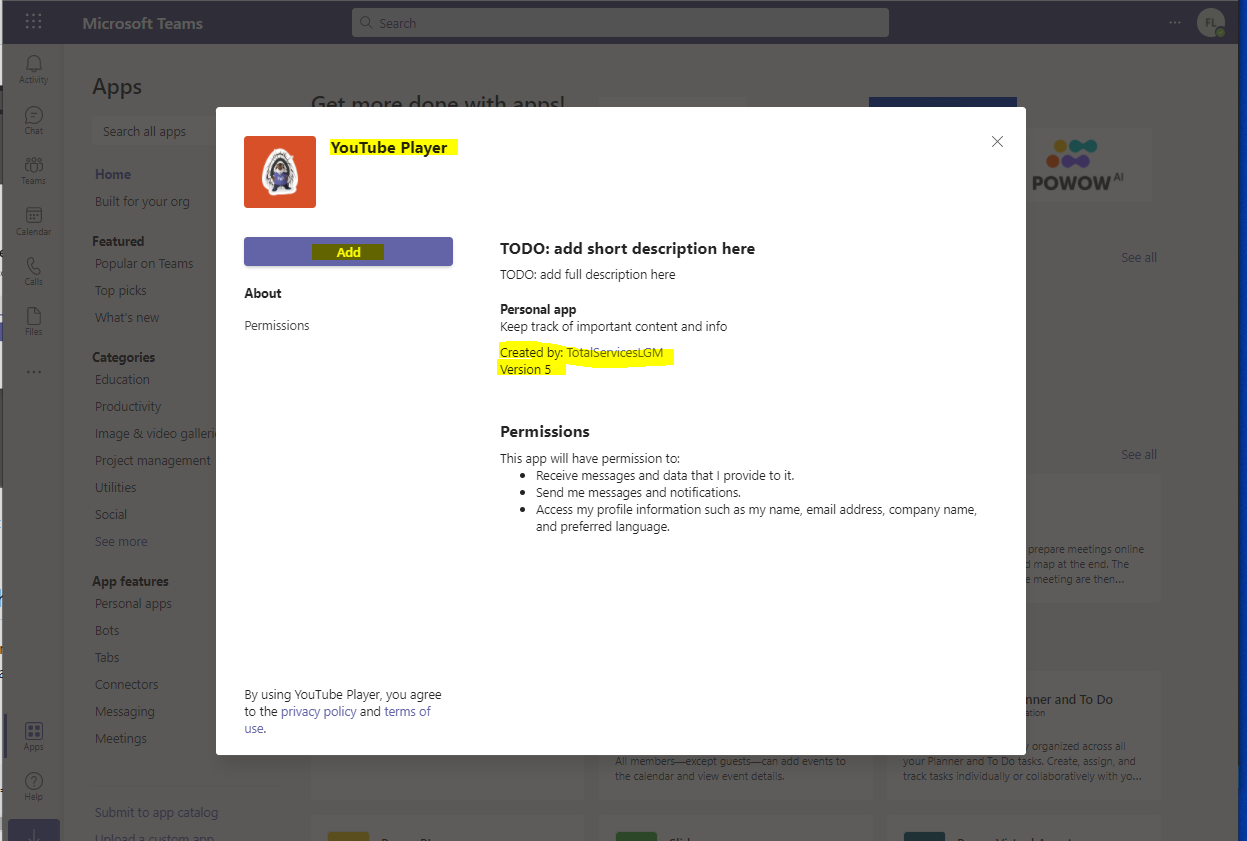 Microsoft Teams
Search
FL
Activity
Chat
Teams
Calendar
Calls
Files
Apps
Help
Apps
Search all apps
Home
Built for your org
Featured
Popular on Teams
Top picks
What's new
Categories
Education
Productivity
Image & video galleri
Project management
Utilities
Social
See more
App features
Personal apps
Bots
Tabs
Connectors
Messaging
Meetings
Submit to app catalog
Upload a custom app
Get more done with apps!
YouTube Player
Add
About
Permissions
TODO: add short description here
TODO: add full description here
Personal app
Keep track of important content and info
Created by: TotalServicesLGM
Version 5
Permissions
This app will have permission to:
Receive messages and data that I provide to it.
Send me messages and notifications.
Access my profile information such as my name, email address, company name,
and preferred language.
By using YouTube Player, you agree
to the privacy policy and terms of
use.
POWOW AI
See all
See all
prepare meetings online
d map at the end. The
e meeting are then...
nner and To Do
ation
y organized across all
your Planner and To Do tasks. Create, assign, and
track tasks individually or collaboratively with yo...
All members—except guests—can add events to
the calendar and view event details.